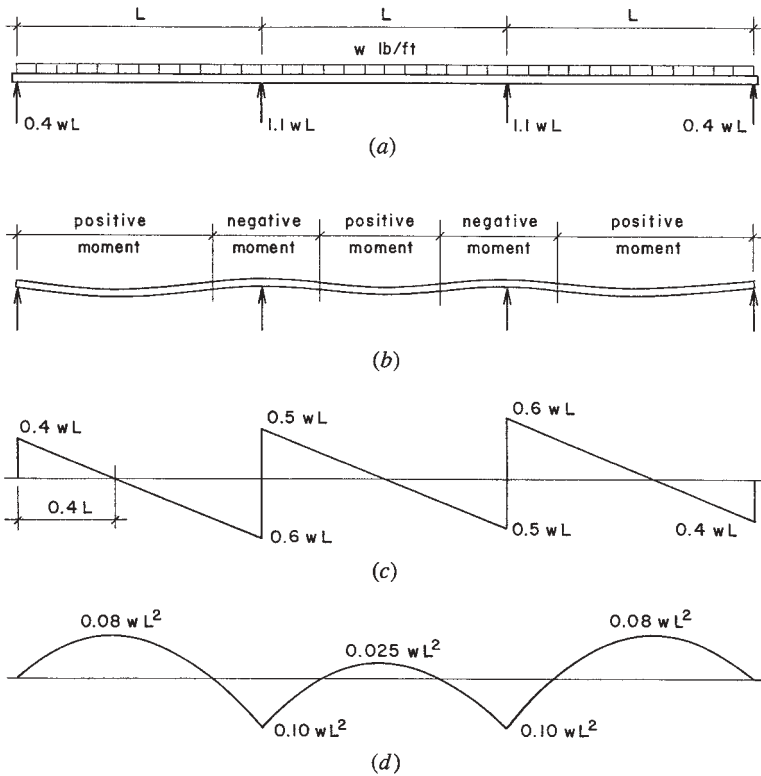 L L L
w lb/ft
0.4 wL 1.1 wL 1.1 wL 0.4 wL
(a)
positive negative positive negative positive
moment moment moment moment moment
(b)
0.4 wL 0.5 wL 0.6 wL
0.4 L
0.6 wL 0.5 wL 0.4 wL
(c)
0.08 wL² 0.025 wL² 0.08 wL²
0.10 wL² 0.10 wL²
(d)